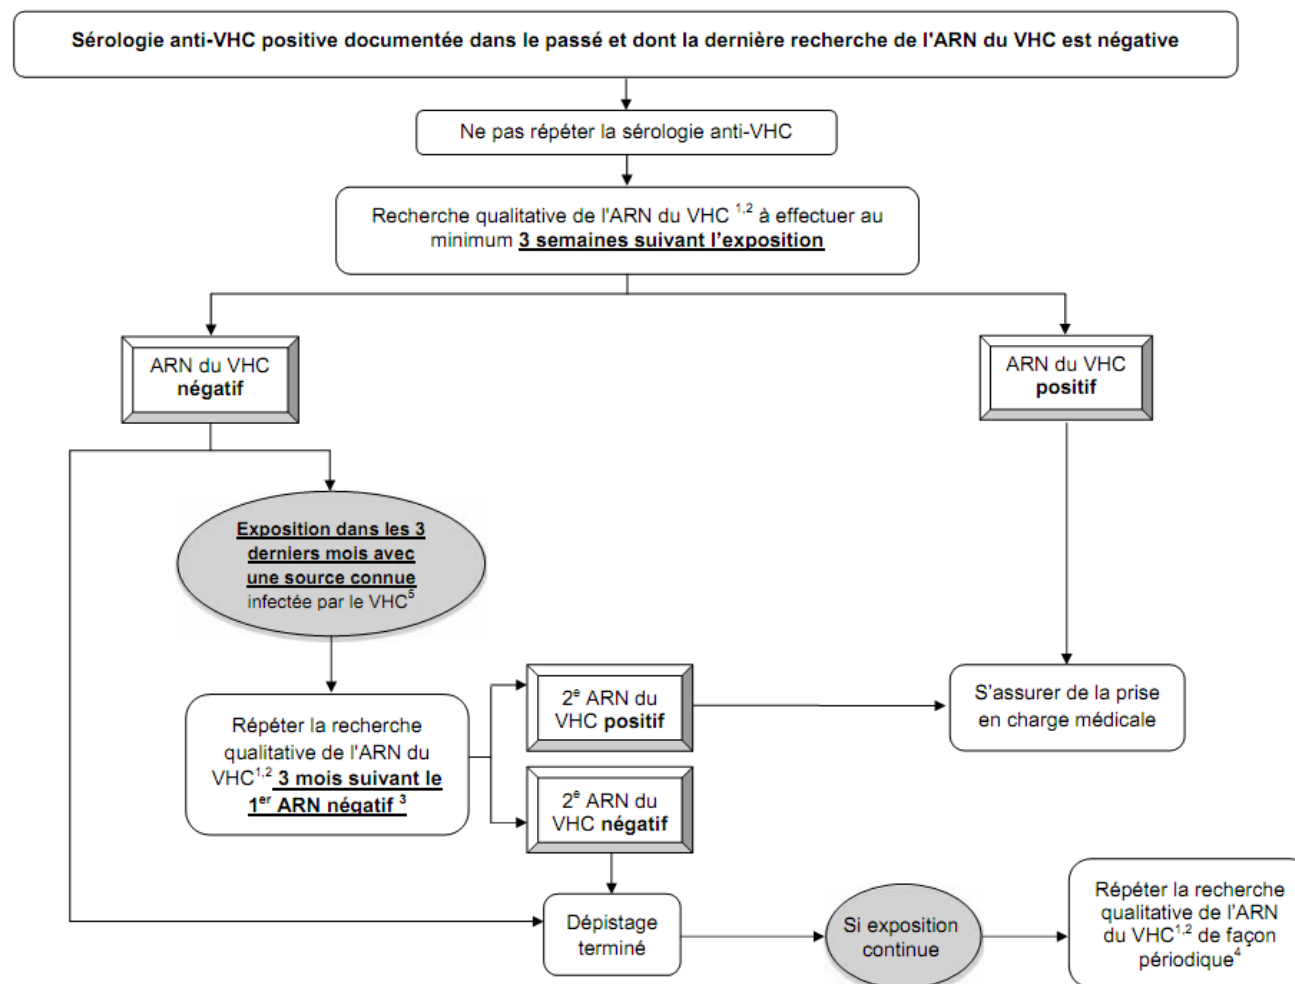 Sérologie anti-VHC positive documentée dans le passé et dont la dernière recherche de l'ARN du VHC est négative
Ne pas répéter la sérologie anti-VHC
Recherche qualitative de l'ARN du VHC 1,2 à effectuer au
minimum 3 semaines suivant l'exposition
ARN du VHC
négatif
ARN du VHC
positif
Exposition dans les 3
derniers mois avec
une source connue
infectée par le VHC5
Répéter la recherche
qualitative de l'ARN du
VHC1,2 3 mois suivant le
1er ARN négatif 3
2e ARN du
VHC positif
S'assurer de la prise
en charge médicale
2e ARN du
VHC négatif
Dépistage
terminé
Si exposition
continue
Répéter la recherche
qualitative de l'ARN
du VHC1,2 de façon
périodique4